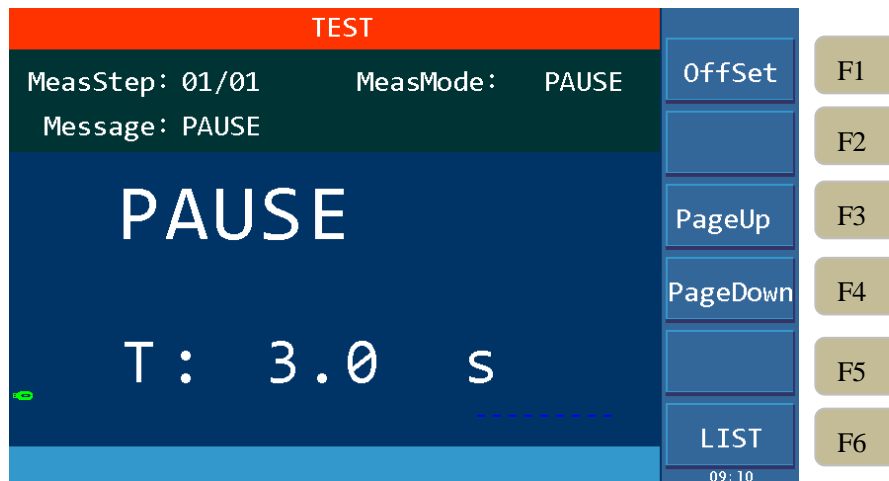 TEST
MeasStep: 01/01 MeasMode: PAUSE
Message: PAUSE
PAUSE
T: 3.0 s
OffSet
PageUp
PageDown
LIST
09:10
F1
F2
F3
F4
F5
F6